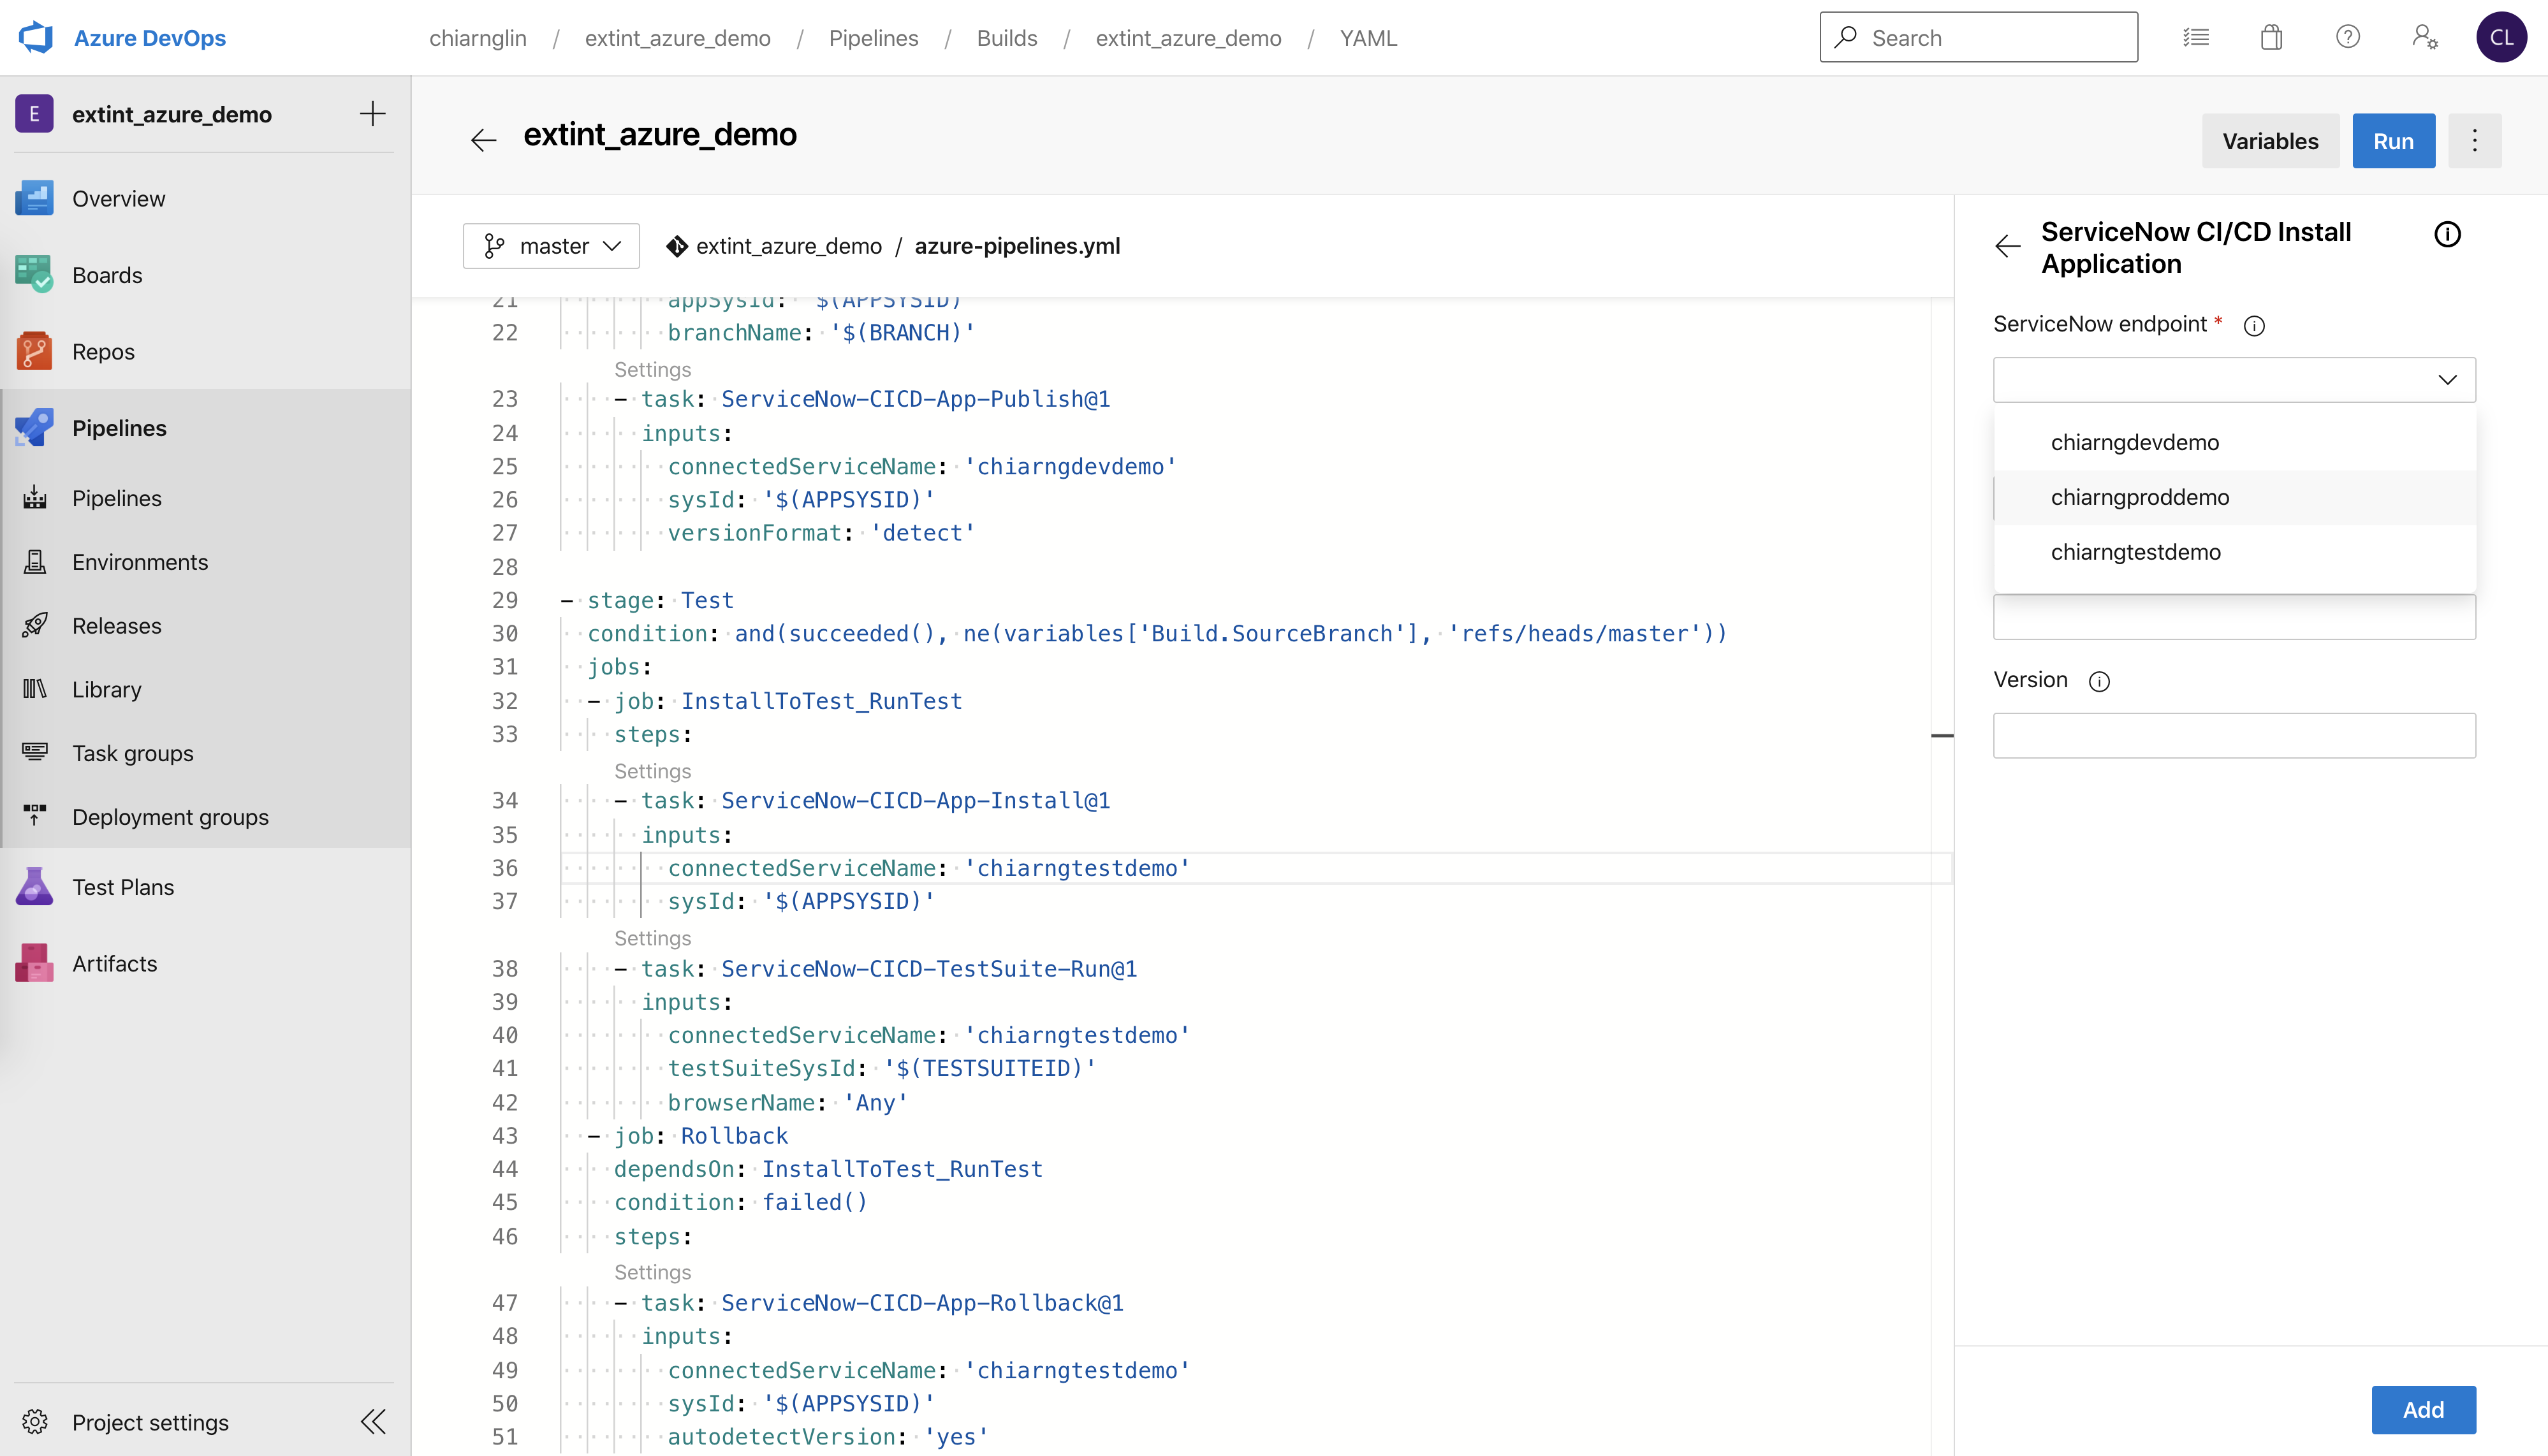 Azure DevOps
chiarnglin / extint_azure_demo / Pipelines / Builds / extint_azure_demo / YAML
Search
CL
E extint_azure_demo
Overview
Boards
Repos
Pipelines
Pipelines
Environments
Releases
Library
Task groups
Deployment groups
Test Plans
Artifacts
Project settings
extint_azure_demo
Variables
Run
master
extint_azure_demo / azure-pipelines.yml
21 appSysId: '$(APPSYSID)'
22 branchName: '$(BRANCH)'
Settings
23 - task: ServiceNow-CICD-App-Publish@1
24 inputs:
25 connectedServiceName: 'chiarngdevdemo'
26 sysId: '$(APPSYSID)'
27 versionFormat: 'detect'
28
29 - stage: Test
30 condition: and(succeeded(), ne(variables['Build.SourceBranch'], 'refs/heads/master'))
31 jobs:
32 - job: InstallToTest_RunTest
33 steps:
Settings
34 - task: ServiceNow-CICD-App-Install@1
35 inputs:
36 connectedServiceName: 'chiarngtestdemo'
37 sysId: '$(APPSYSID)'
Settings
38 - task: ServiceNow-CICD-TestSuite-Run@1
39 inputs:
40 connectedServiceName: 'chiarngtestdemo'
41 testSuiteSysId: '$(TESTSUITEID)'
42 browserName: 'Any'
43 - job: Rollback
44 dependsOn: InstallToTest_RunTest
45 condition: failed()
46 steps:
Settings
47 - task: ServiceNow-CICD-App-Rollback@1
48 inputs:
49 connectedServiceName: 'chiarngtestdemo'
50 sysId: '$(APPSYSID)'
51 autodetectVersion: 'yes'
ServiceNow CI/CD Install
Application
ServiceNow endpoint *
chiarngdevdemo
chiarngproddemo
chiarngtestdemo
Version
Add